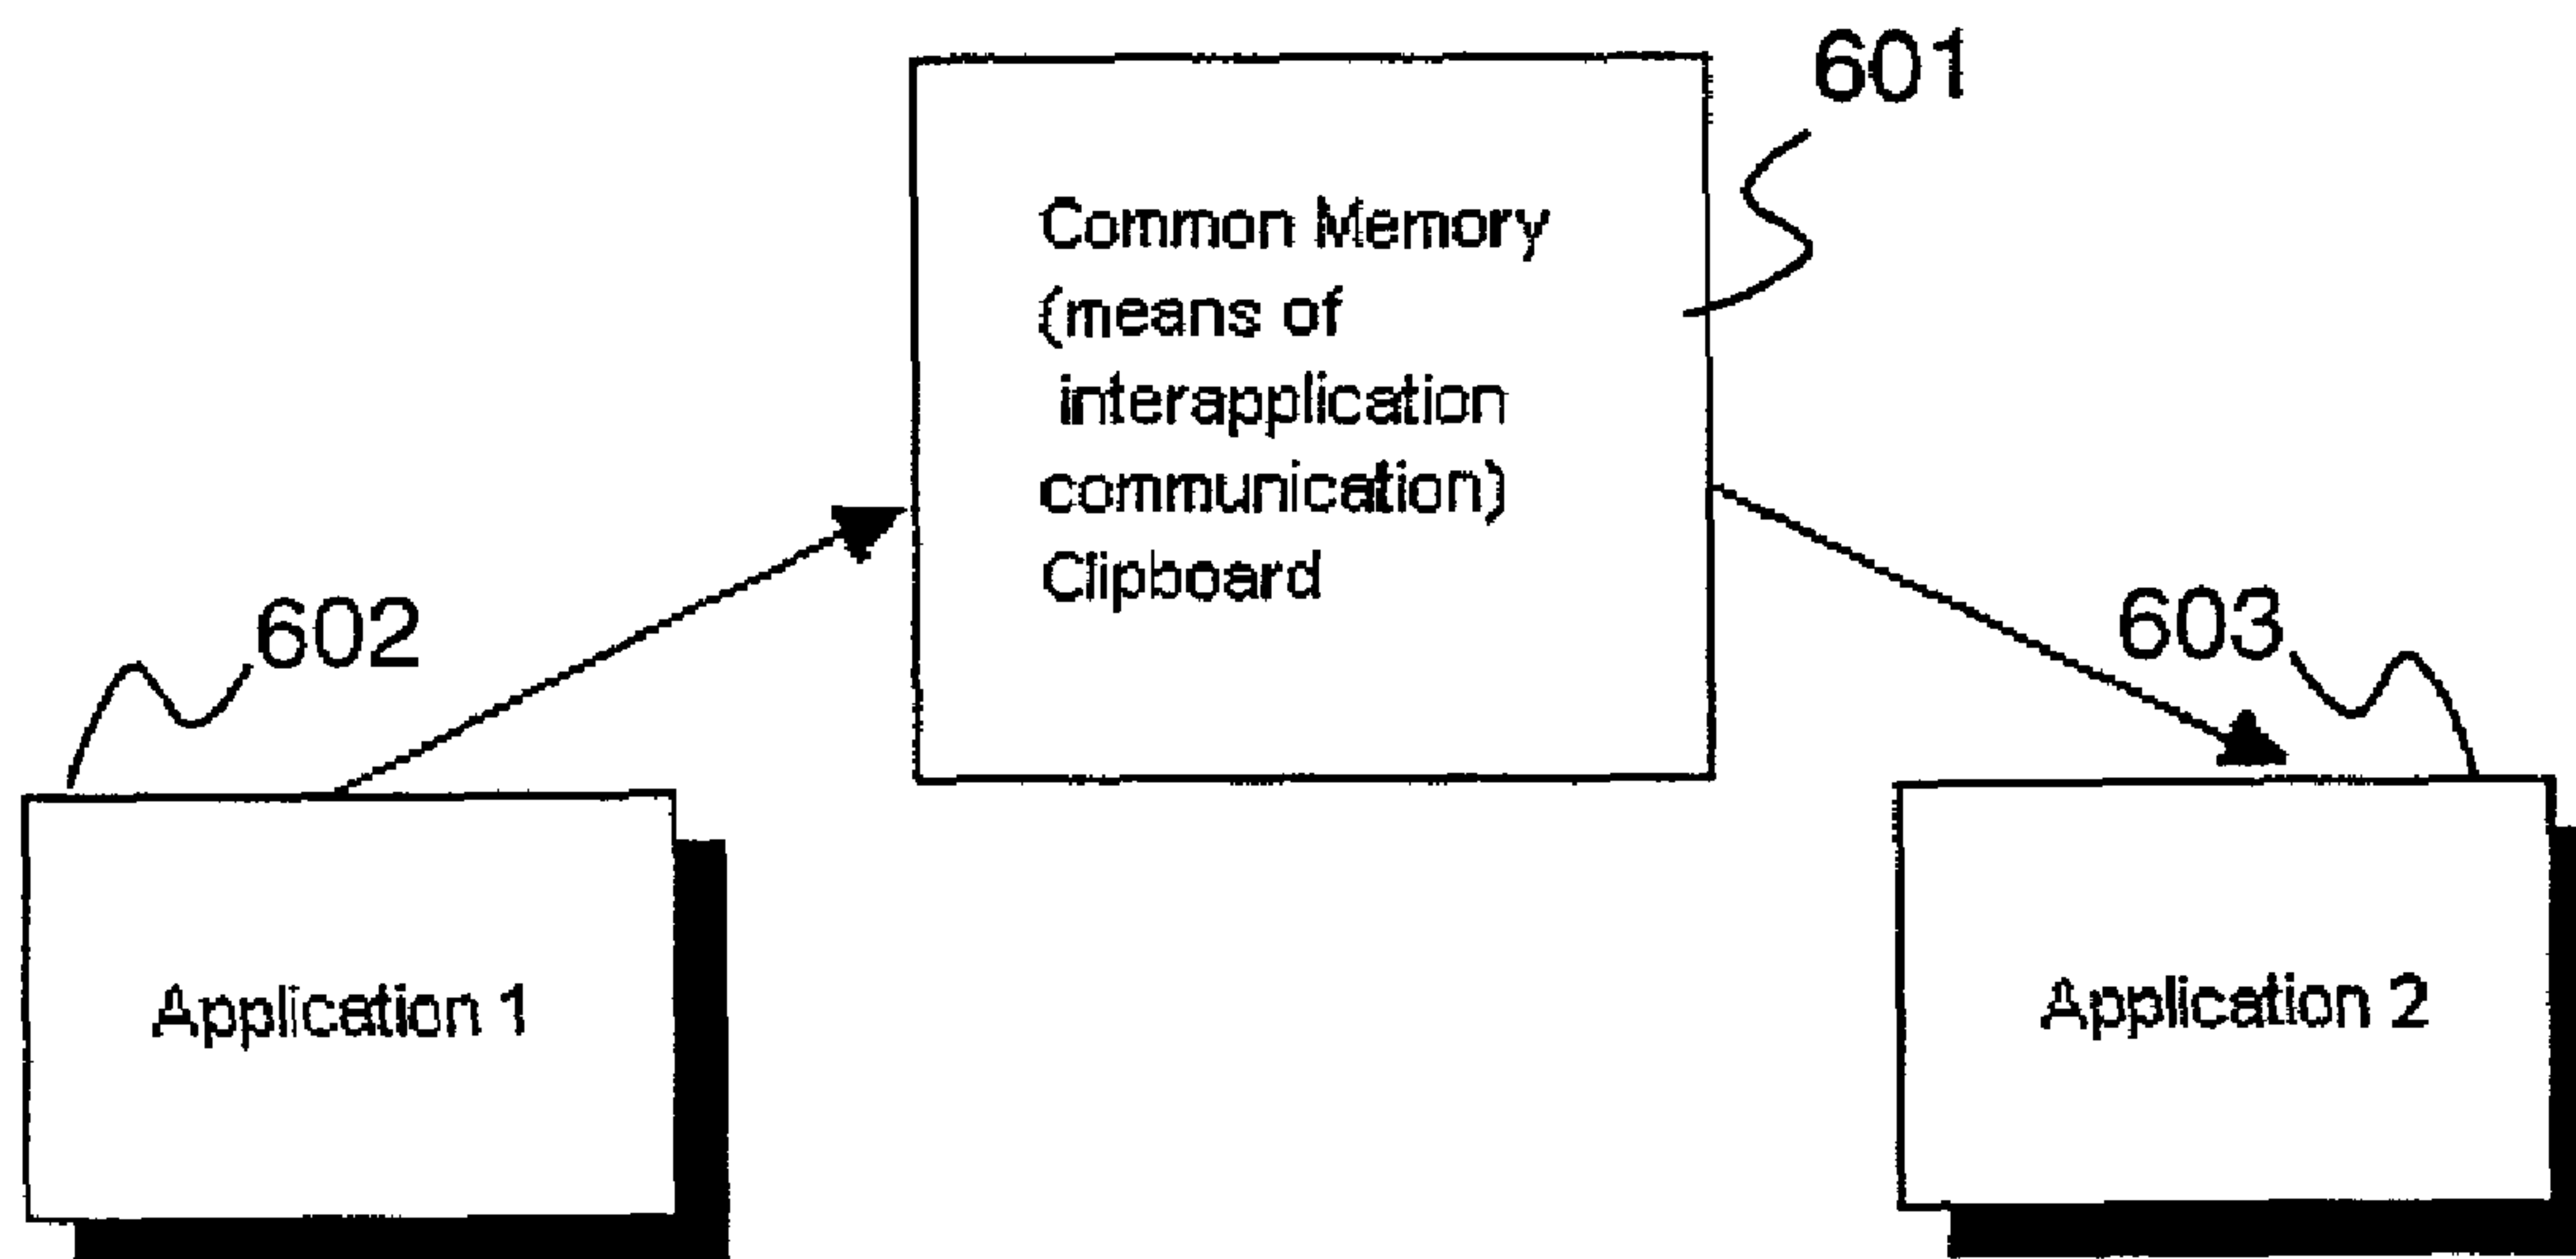 601
Common Memory
(means of
interapplication
communication)
Clipboard
602
603
Application 1
Application 2